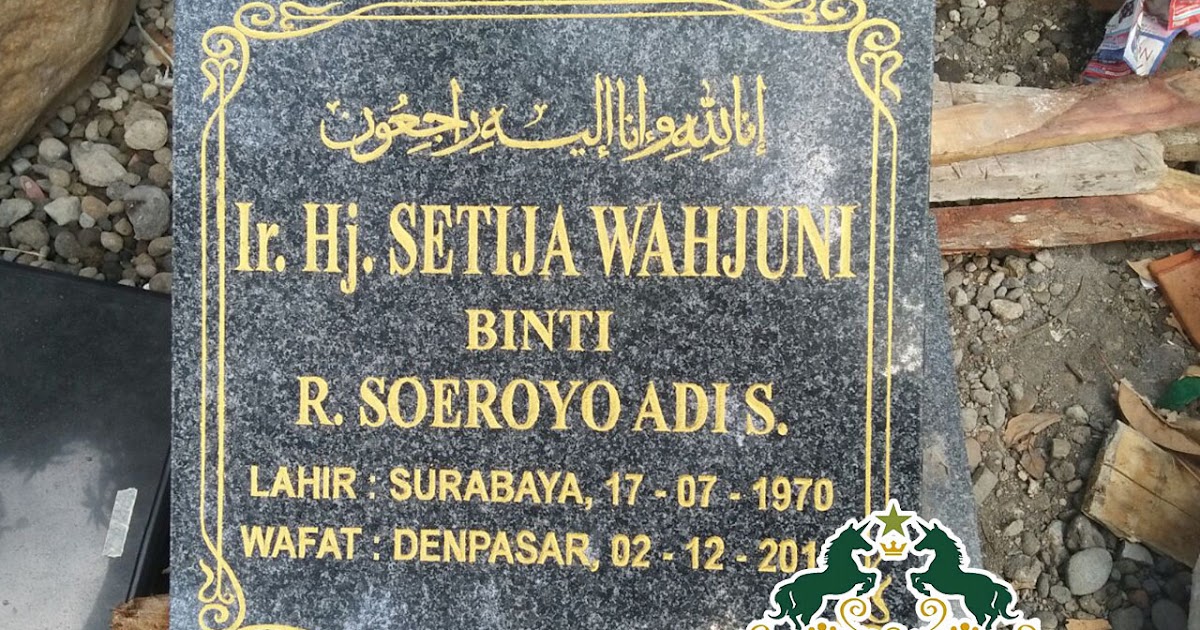 إنا لله وإنا إليه راجعون
Ir. Hj. SETIJA WAHJUNI
BINTI
R. SOEROYO ADI S.
LAHIR : SURABAYA, 17 - 07 - 1970
WAFAT : DENPASAR, 02 - 12 -